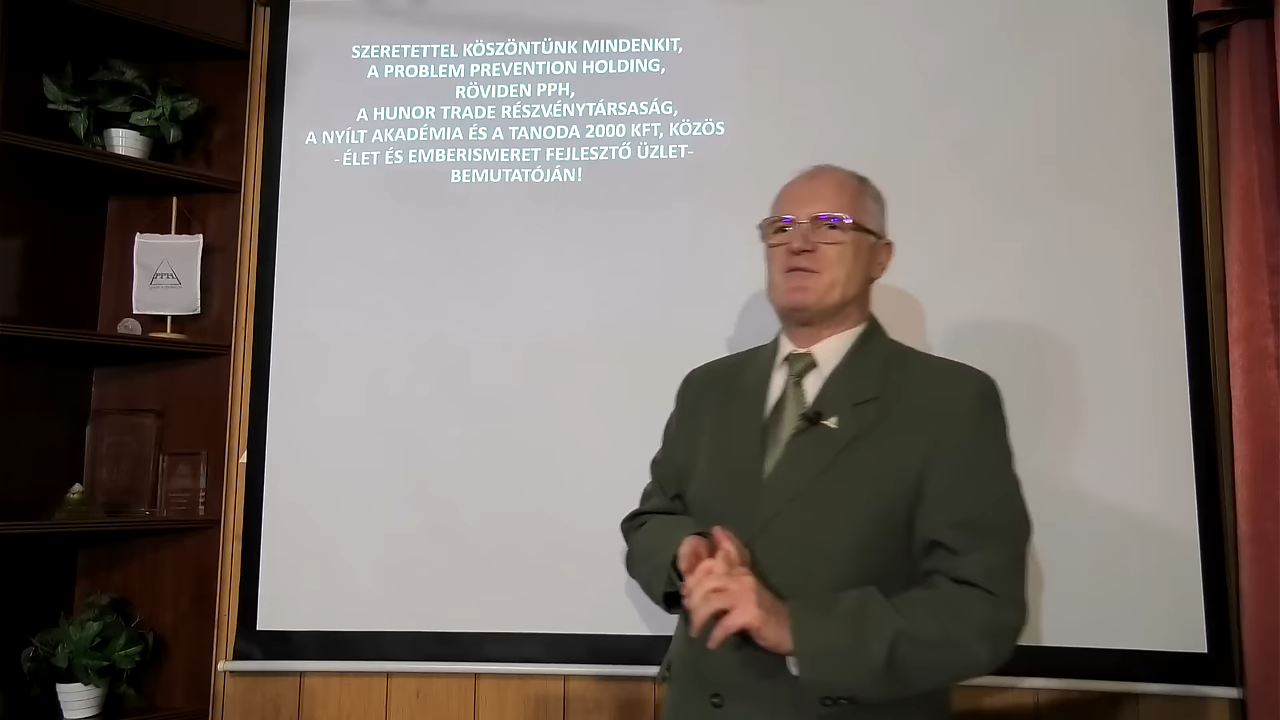 SZERETETTEL KÖSZÖNTÜNK MINDENKIT,
A PROBLEM PREVENTION HOLDING,
RÖVIDEN PPH,
A HUNOR TRADE RÉSZVÉNYTÁRSASÁG,
A NYÍLT AKADÉMIA ÉS A TANODA 2000 KFT, KÖZÖS
-ÉLET ÉS EMBERISMERET FEJLESZTŐ ÜZLET-
BEMUTATÓJÁN!
PPH